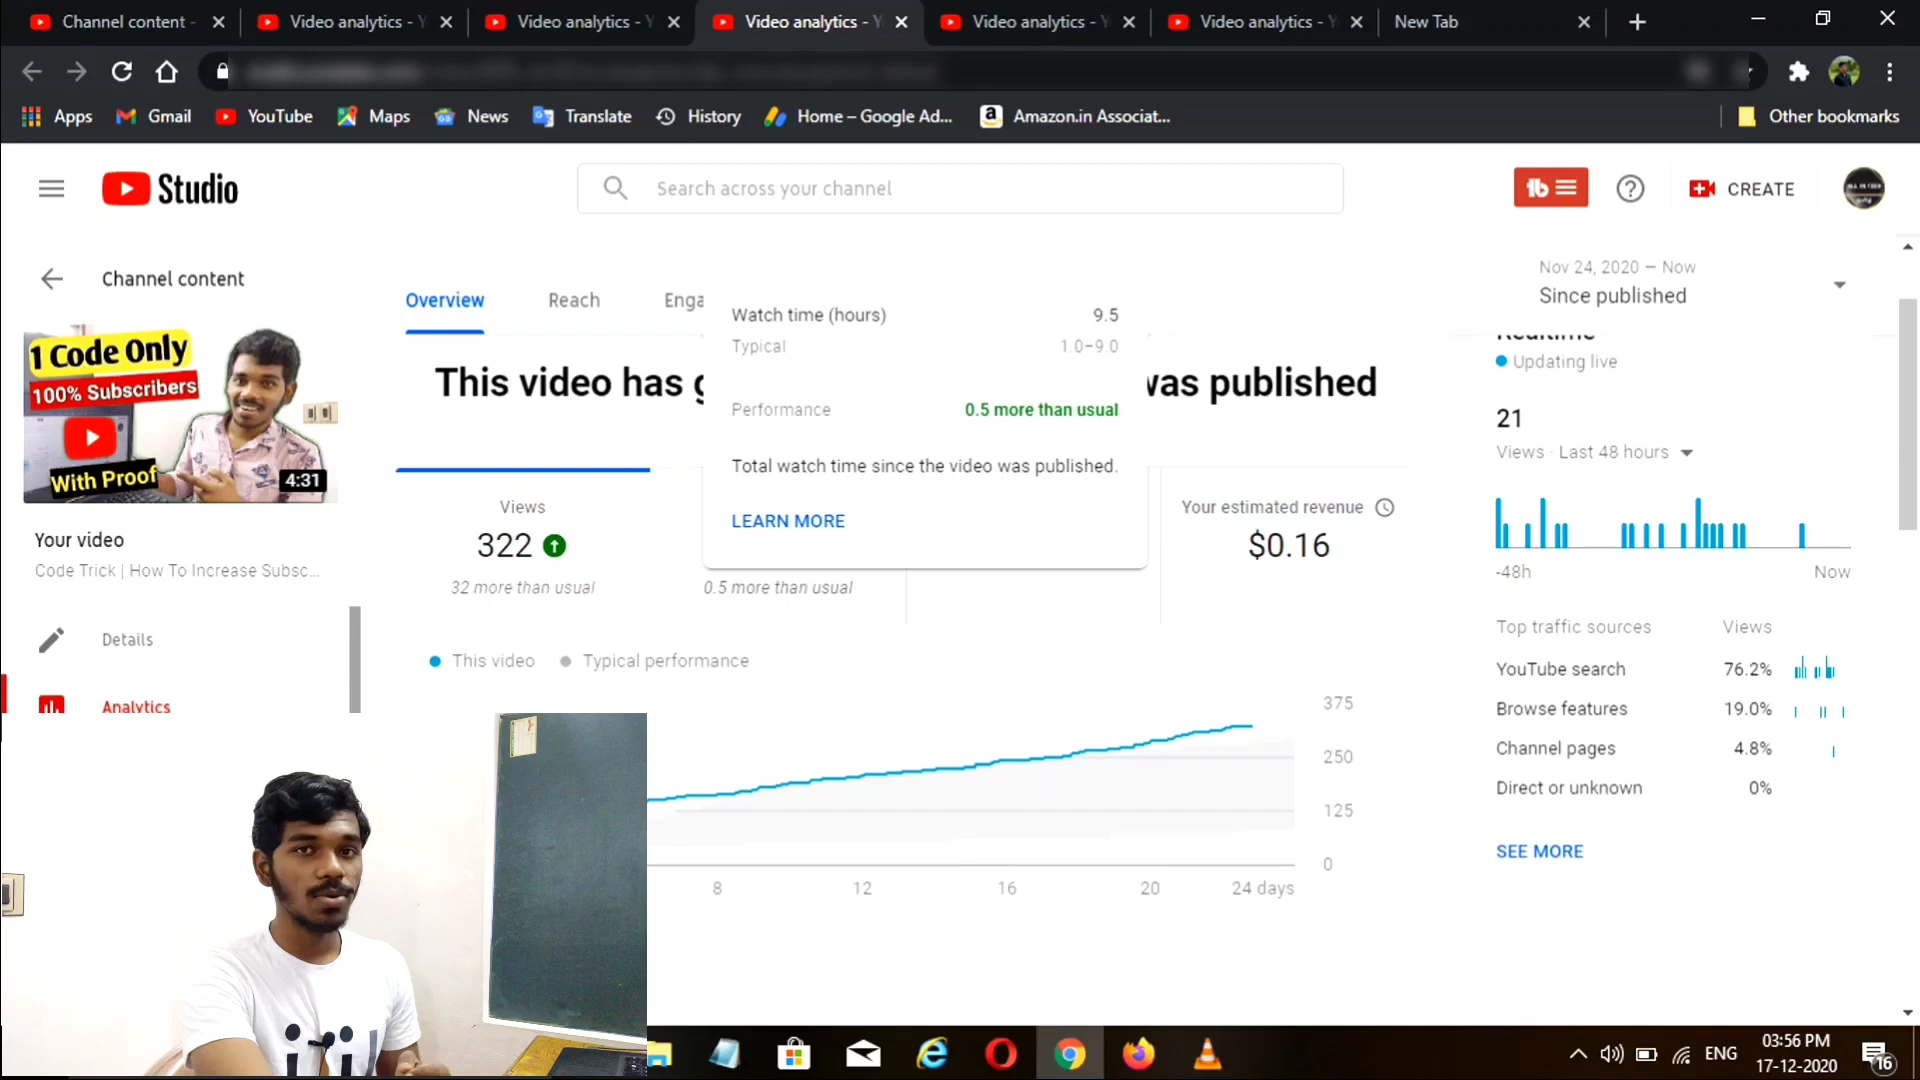 Channel content -
Video analytics - Y
Video analytics - Y
Video analytics - Y
Video analytics - Y
Video analytics - Y
New Tab
Apps
Gmail
YouTube
Maps
News
Translate
History
Home – Google Ad...
Amazon.in Associat...
Other bookmarks
Studio
Search across your channel
CREATE
Channel content
Overview
Reach
Enga
Nov 24, 2020 – Now
Since published
1 Code Only
100% Subscribers
With Proof
4:31
Your video
Code Trick | How To Increase Subsc...
Details
Analytics
This video has g
was published
Watch time (hours) 9.5
Typical 1.0–9.0
Performance 0.5 more than usual
Total watch time since the video was published.
LEARN MORE
Views
322
32 more than usual
0.5 more than usual
Your estimated revenue
$0.16
This video
Typical performance
375
250
125
0
8 12 16 20 24 days
Realtime
Updating live
21
Views · Last 48 hours
-48h Now
Top traffic sources Views
YouTube search 76.2%
Browse features 19.0%
Channel pages 4.8%
Direct or unknown 0%
SEE MORE
ENG
03:56 PM
17-12-2020
16